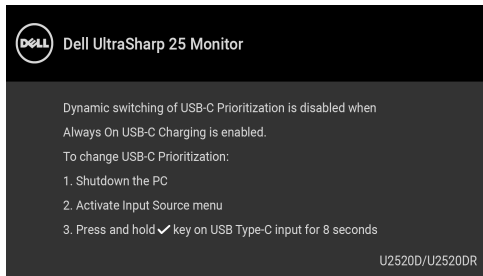 DELL Dell UltraSharp 25 Monitor
Dynamic switching of USB-C Prioritization is disabled when
Always On USB-C Charging is enabled.
To change USB-C Prioritization:
1. Shutdown the PC
2. Activate Input Source menu
3. Press and hold ✓ key on USB Type-C input for 8 seconds
U2520D/U2520DR